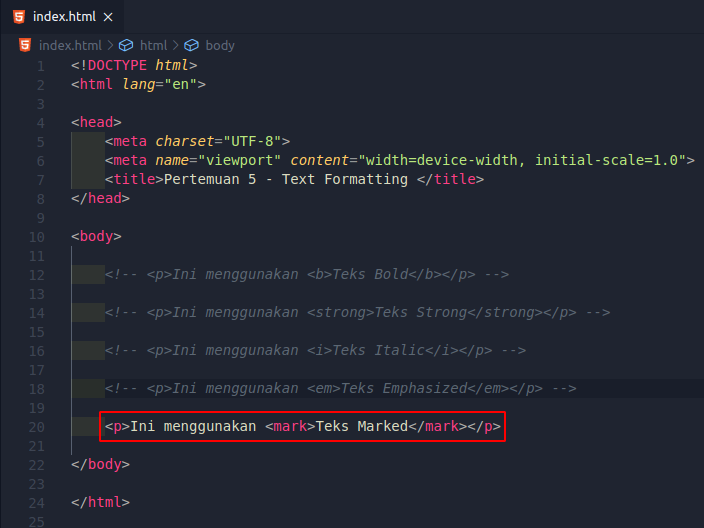 index.html
index.html > html > body
1 <!DOCTYPE html>
2 <html lang="en">
3
4 <head>
5 <meta charset="UTF-8">
6 <meta name="viewport" content="width=device-width, initial-scale=1.0">
7 <title>Pertemuan 5 - Text Formatting </title>
8 </head>
9
10 <body>
11
12 <!-- <p>Ini menggunakan <b>Teks Bold</b></p> -->
13
14 <!-- <p>Ini menggunakan <strong>Teks Strong</strong></p> -->
15
16 <!-- <p>Ini menggunakan <i>Teks Italic</i></p> -->
17
18 <!-- <p>Ini menggunakan <em>Teks Emphasized</em></p> -->
19
20 <p>Ini menggunakan <mark>Teks Marked</mark></p>
21
22 </body>
23
24 </html>
25